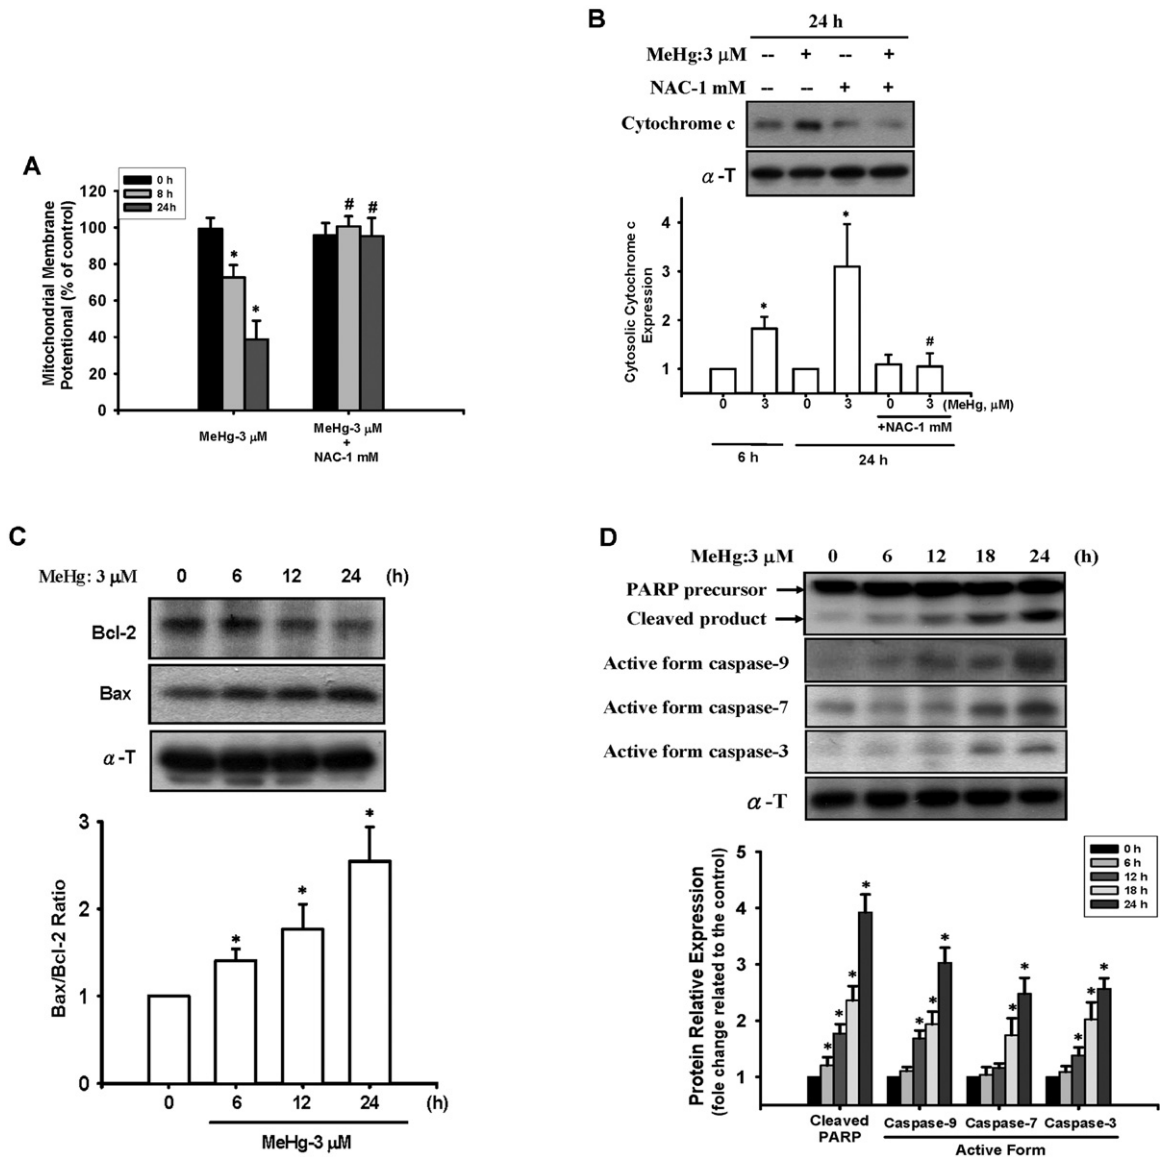 A
0 h
8 h
24h
Mitochondrial Membrane
Potentional (% of control)
120
100
80
60
40
20
0
*
*
#
#
MeHg-3 μM
MeHg-3 μM
+
NAC-1 mM
B
24 h
MeHg:3 μM -- + -- +
NAC-1 mM -- -- + +
Cytochrome c
α-T
Cytosolic Cytochrome c
Expression
4
3
2
1
*
*
#
0 3 0 3 0 3 (MeHg, μM)
+NAC-1 mM
6 h
24 h
C
MeHg: 3 μM 0 6 12 24 (h)
Bcl-2
Bax
α-T
Bax/Bcl-2 Ratio
3
2
1
0
*
*
*
0 6 12 24 (h)
MeHg-3 μM
D
MeHg:3 μM 0 6 12 18 24 (h)
PARP precursor
Cleaved product
Active form caspase-9
Active form caspase-7
Active form caspase-3
α-T
0 h
6 h
12 h
18 h
24 h
Protein Relative Expression
(fole change related to the control)
5
4
3
2
1
* * * *
* * *
* *
* * *
Cleaved
PARP
Caspase-9 Caspase-7 Caspase-3
Active Form